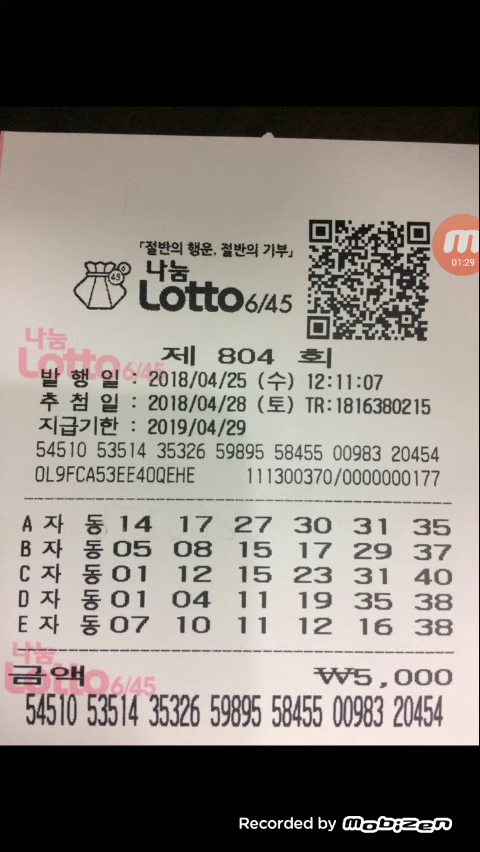 「절반의 행운, 절반의 기부」
나눔
Lotto 6/45
6
45
M
01:29
나눔
Lotto 6/45
제 804 회
발 행 일 : 2018/04/25 (수) 12:11:07
추 첨 일 : 2018/04/28 (토) TR:1816380215
지급기한 : 2019/04/29
54510 53514 35326 59895 58455 00983 20454
0L9FCA53EE40QEHE 111300370/0000000177
A 자 동 14 17 27 30 31 35
B 자 동 05 08 15 17 29 37
C 자 동 01 12 15 23 31 40
D 자 동 01 04 11 19 35 38
E 자 동 07 10 11 12 16 38
나눔
Lotto 6/45
금액 ₩5,000
54510 53514 35326 59895 58455 00983 20454
Recorded by mobizen